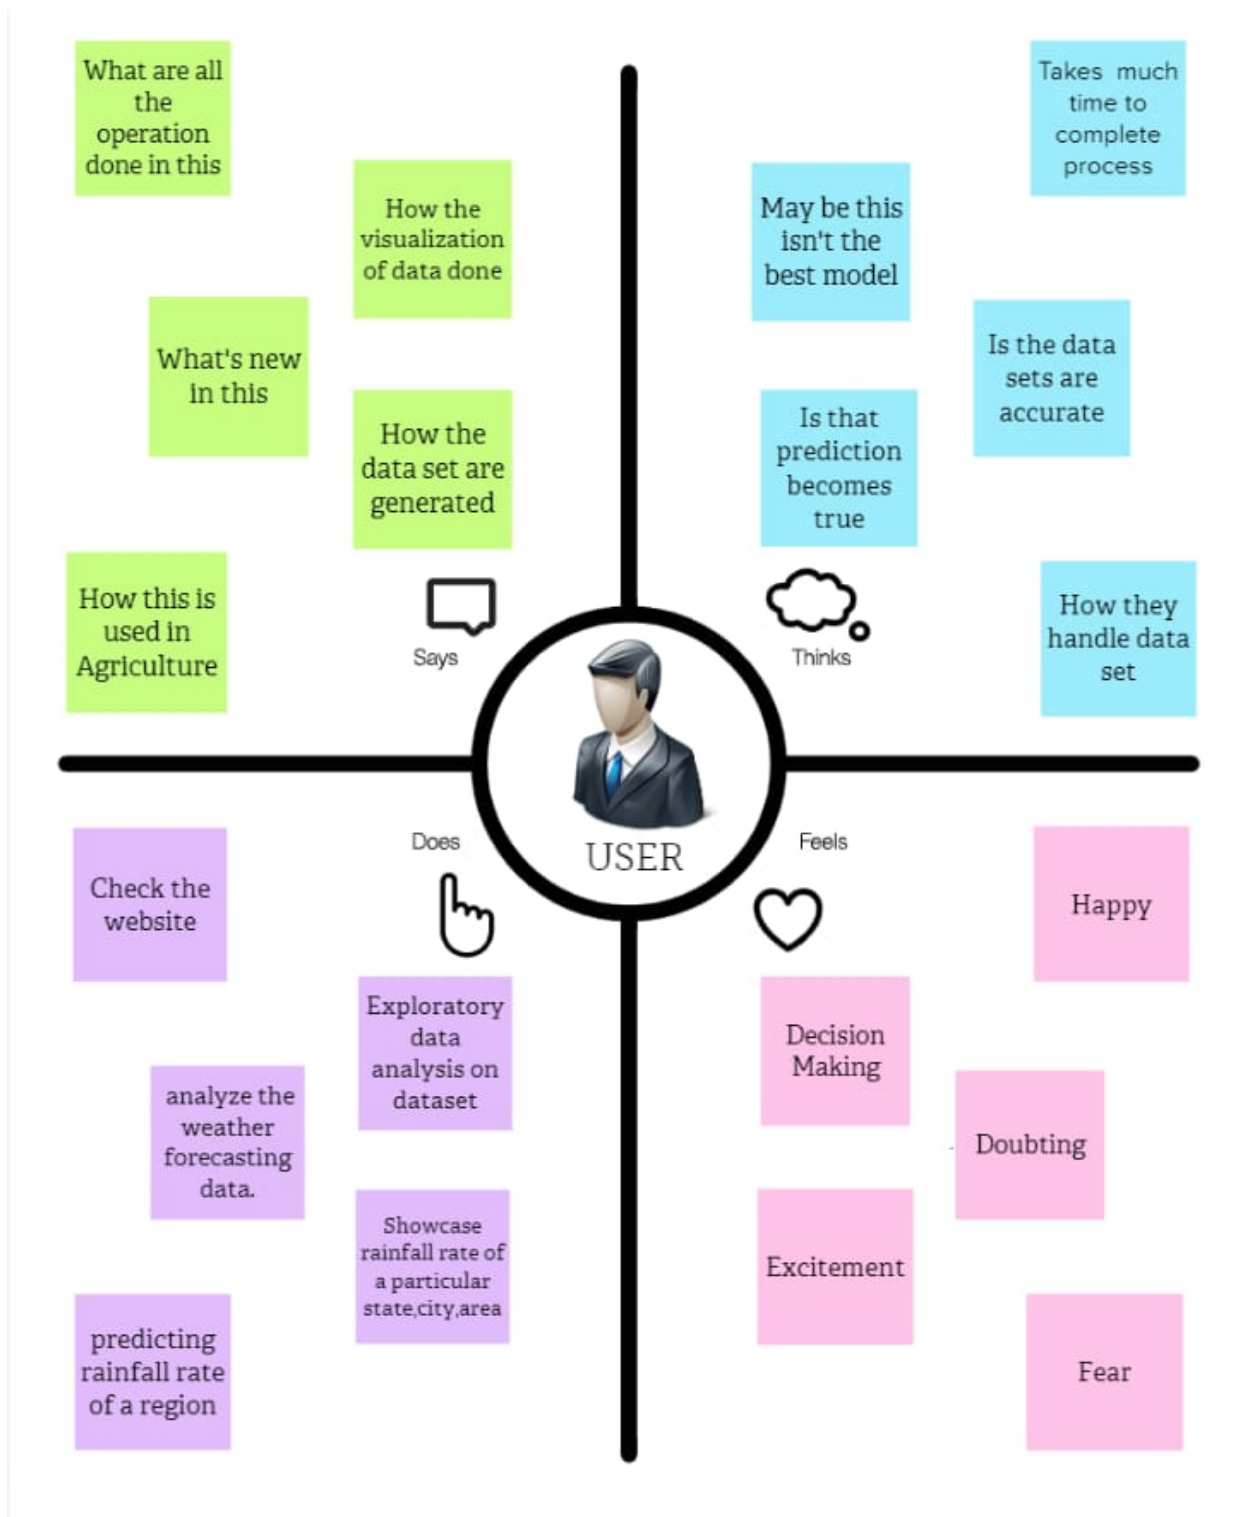 What are all
the
operation
done in this
How the
visualization
of data done
What's new
in this
How the
data set are
generated
How this is
used in
Agriculture
Says
Takes much
time to
complete
process
May be this
isn't the
best model
Is the data
sets are
accurate
Is that
prediction
becomes
true
How they
handle data
set
Thinks
USER
Does
Check the
website
Exploratory
data
analysis on
dataset
analyze the
weather
forecasting
data.
Showcase
rainfall rate of
a particular
state,city,area
predicting
rainfall rate
of a region
Feels
Happy
Decision
Making
Doubting
Excitement
Fear